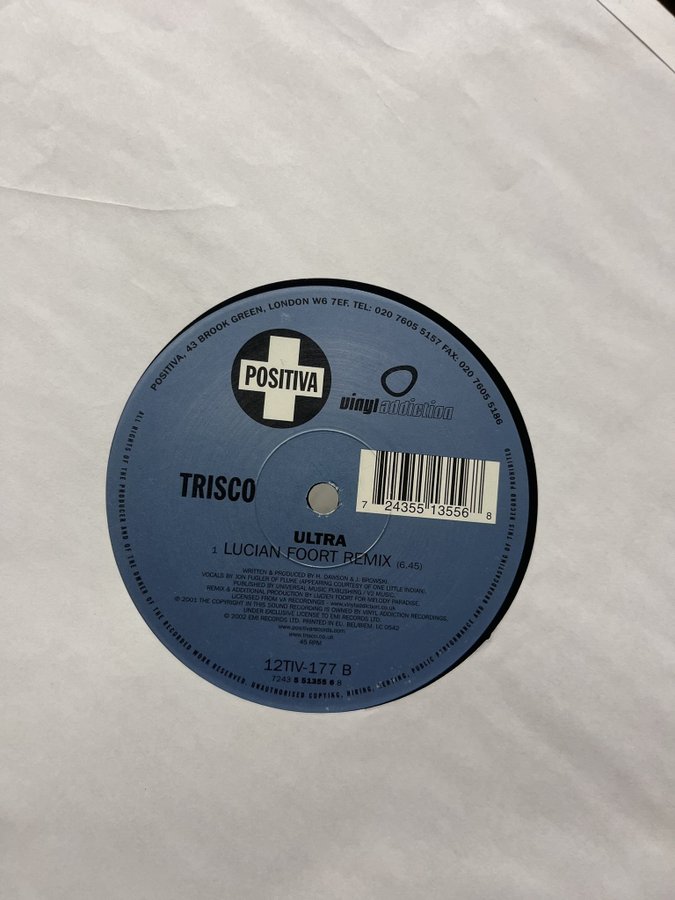 POSITIVA, 43 BROOK GREEN, LONDON W6 7EF. TEL: 020 7605 5157 FAX: 020 7605 5186
POSITIVA
vinyladdiction
TRISCO
7 24355 13556 8
ULTRA
1 LUCIAN FOORT REMIX (6.45)
WRITTEN & PRODUCED BY H. DAWSON & J. BROWSKI.
VOCALS BY JON FUGLER OF FLUKE (APPEARING COURTESY OF ONE LITTLE INDIAN).
PUBLISHED BY UNIVERSAL MUSIC PUBLISHING / V2 MUSIC.
REMIX & ADDITIONAL PRODUCTION BY LUCIEN FOORT FOR MELODY PARADISE.
LICENSED FROM VA RECORDINGS - www.vinyladdiction.co.uk
℗ 2001 THE COPYRIGHT IN THIS SOUND RECORDING IS OWNED BY VINYL ADDICTION RECORDINGS,
UNDER EXCLUSIVE LICENSE TO EMI RECORDS LTD.
© 2002 EMI RECORDS LTD. PRINTED IN EU. BEL/BIEM. LC 0542
www.positivarecords.com
www.trisco.co.uk
45 RPM
12TIV-177 B
7243 5 51355 6 8
ALL RIGHTS OF THE PRODUCER AND OF THE OWNER OF THE RECORDED WORK RESERVED. UNAUTHORISED COPYING, HIRING, RENTING, PUBLIC PERFORMANCE AND BROADCASTING OF THIS RECORD PROHIBITED